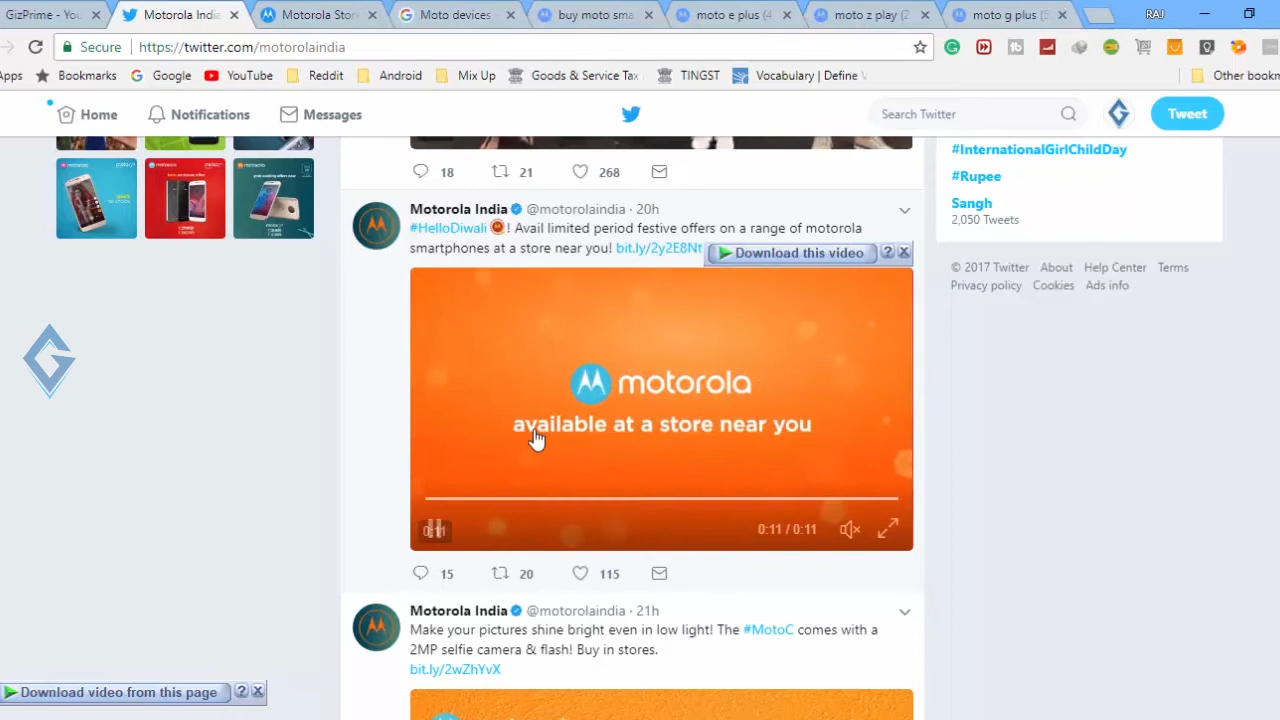 GizPrime - You
Motorola Indi
Motorola Store
Moto devices -
buy moto sma
moto e plus (4
moto z play (2
moto g plus (5
RAJ
Secure
https://twitter.com/motorolaindia
Apps
Bookmarks
Google
YouTube
Reddit
Android
Mix Up
Goods & Service Tax
TINGST
Vocabulary | Define V
Other bookm
Home
Notifications
Messages
Search Twitter
Tweet
#InternationalGirlChildDay
#Rupee
Sangh
2,050 Tweets
© 2017 Twitter About Help Center Terms
Privacy policy Cookies Ads info
18
21
268
Motorola India @motorolaindia · 20h
#HelloDiwali ! Avail limited period festive offers on a range of motorola
smartphones at a store near you! bit.ly/2y2E8Nt
Download this video
motorola
available at a store near you
0:11
0:11 / 0:11
15
20
115
Motorola India @motorolaindia · 21h
Make your pictures shine bright even in low light! The #MotoC comes with a
2MP selfie camera & flash! Buy in stores.
bit.ly/2wZhYvX
Download video from this page